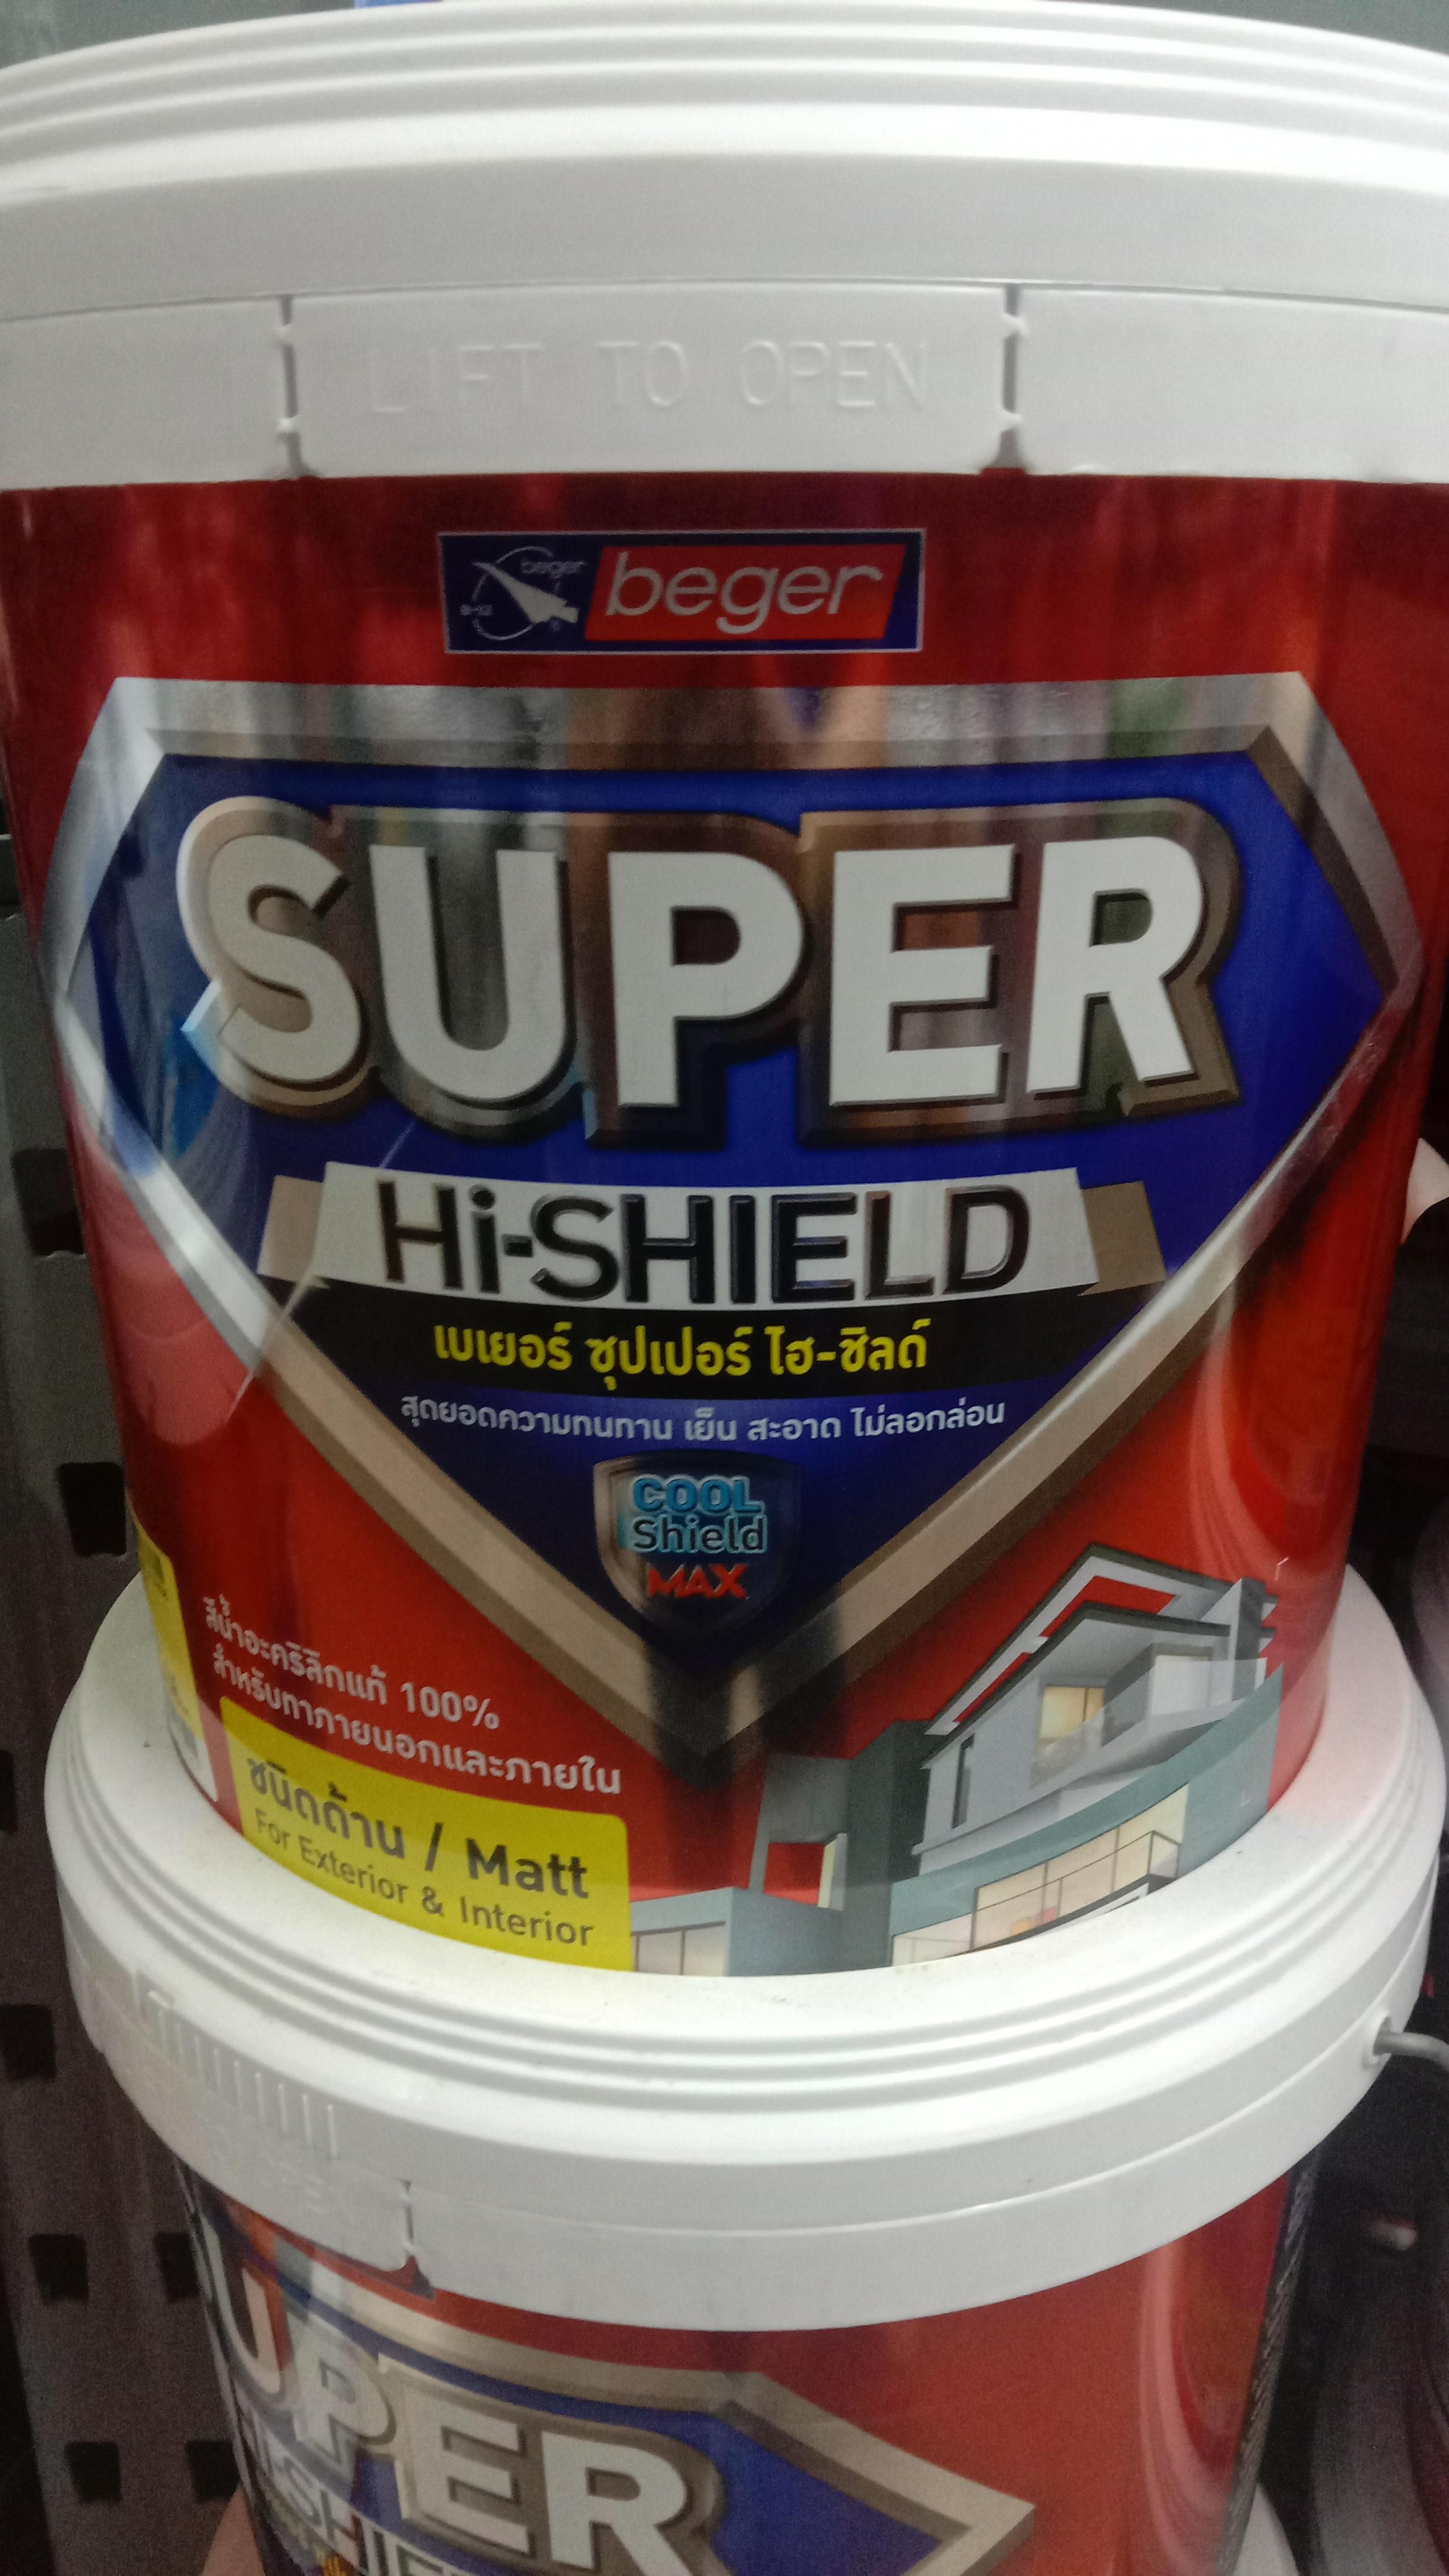 LIFT TO OPEN
beger
beger
SUPER
Hi-SHIELD
เบเยอร์ ซุปเปอร์ ไฮ-ชิลด์
สุดยอดความทนทาน เย็น สะอาด ไม่ลอกล่อน
COOL
Shield
MAX
สีน้ำอะคริลิกแท้ 100%
สำหรับทาภายนอกและภายใน
ชนิดด้าน / Matt
For Exterior & Interior
UPER
Hi-SHIE